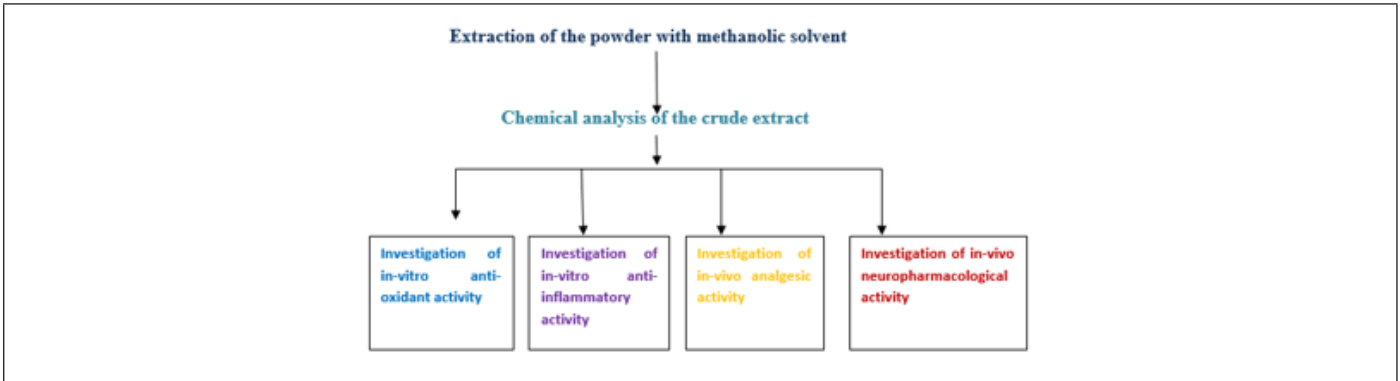 Extraction of the powder with methanolic solvent
Chemical analysis of the crude extract
Investigation of
in-vitro anti-
oxidant activity
Investigation of
in-vitro anti-
inflammatory
activity
Investigation of
in-vivo analgesic
activity
Investigation of in-vivo
neuropharmacological
activity